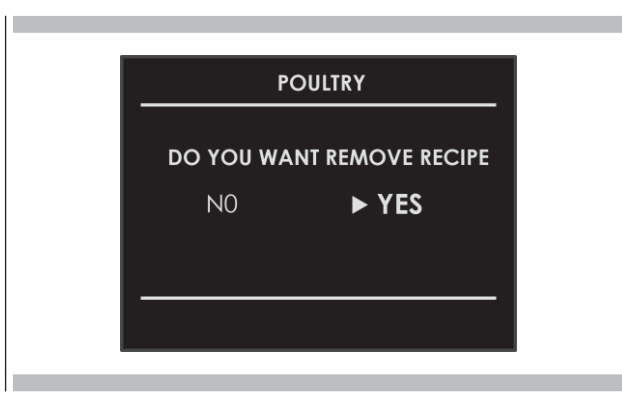 POULTRY
DO YOU WANT REMOVE RECIPE
N0 ▶ YES